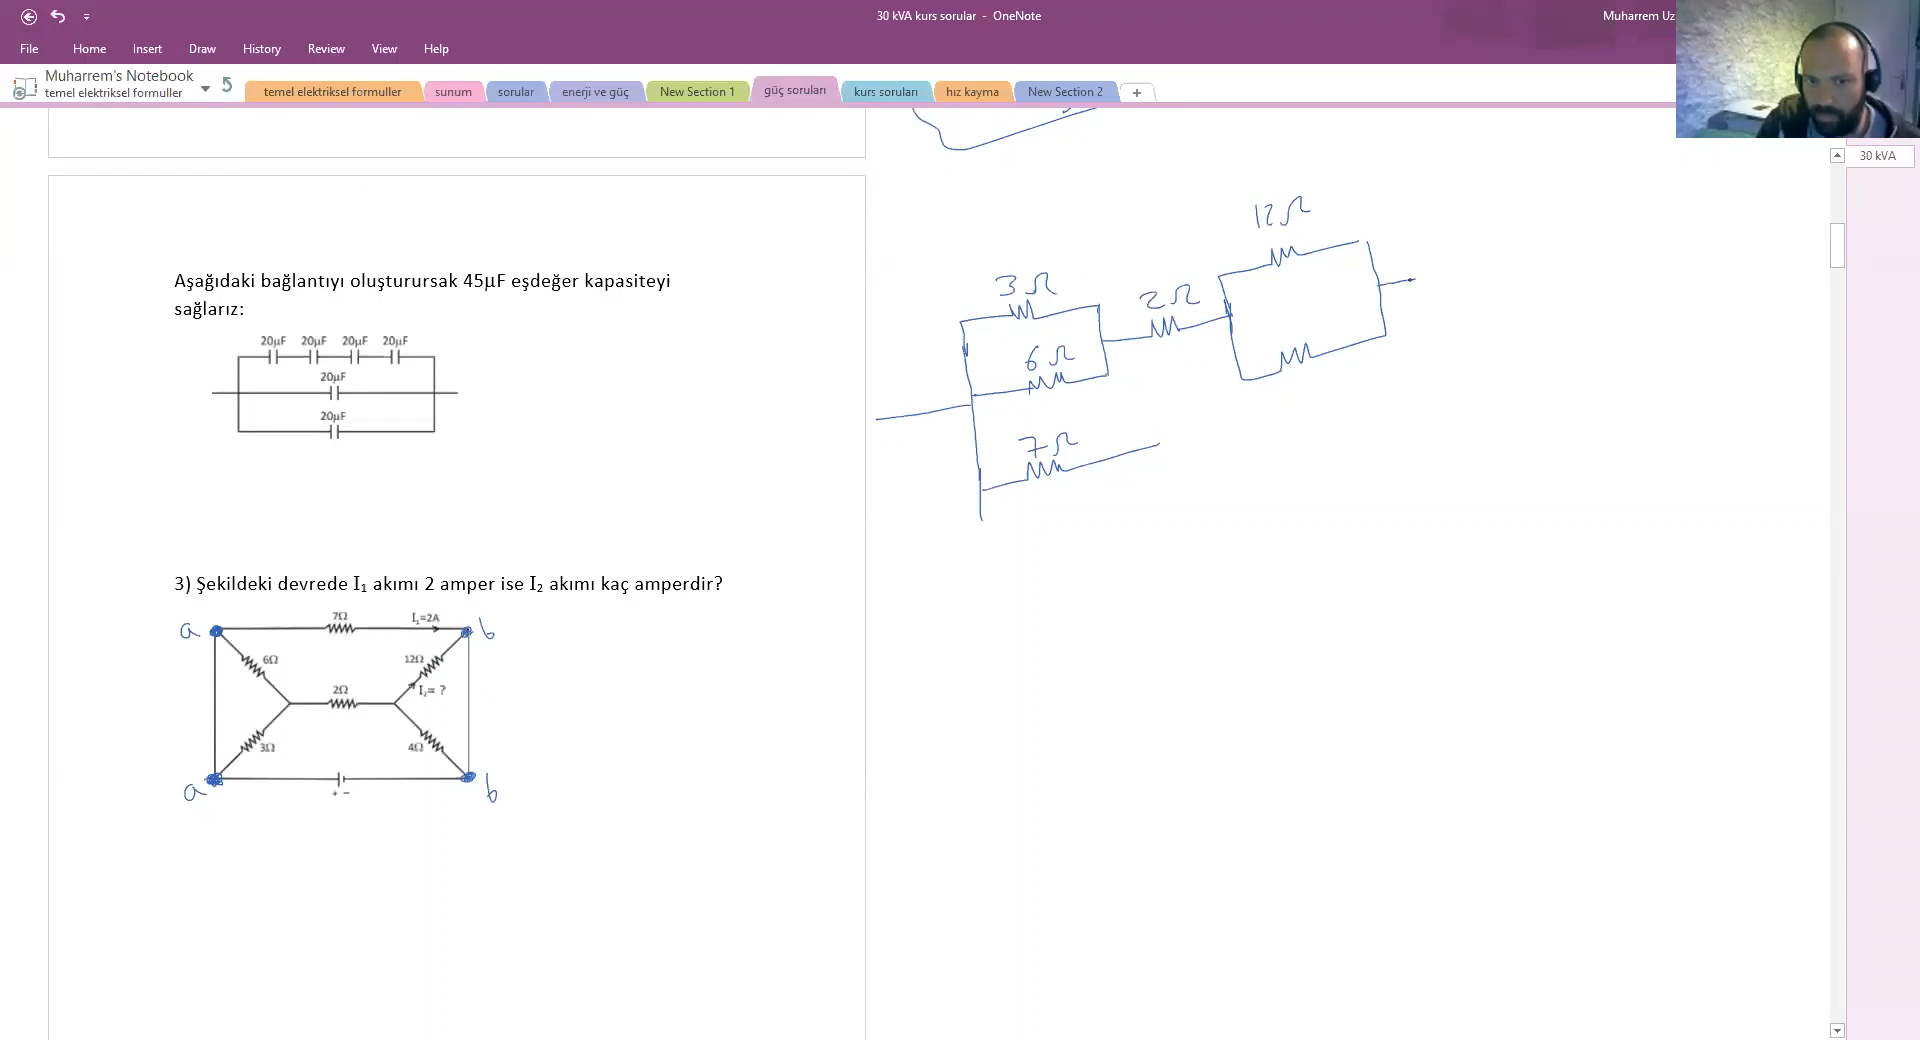 30 kVA kurs sorular - OneNote
Muharrem Uz
File Home Insert Draw History Review View Help
Muharrem's Notebook
temel elektriksel formuller
temel elektriksel formuller sunum sorular enerji ve güç New Section 1 güç soruları kurs soruları hız kayma New Section 2 +
30 kVA
Aşağıdaki bağlantıyı oluşturursak 45µF eşdeğer kapasiteyi
sağlarız:
20µF 20µF 20µF 20µF
20µF
20µF
3) Şekildeki devrede I₁ akımı 2 amper ise I₂ akımı kaç amperdir?
7Ω I₁=2A
a b
6Ω 12Ω
2Ω I₂= ?
3Ω 4Ω
a + - b
12Ω
3Ω 2Ω
6Ω
7Ω